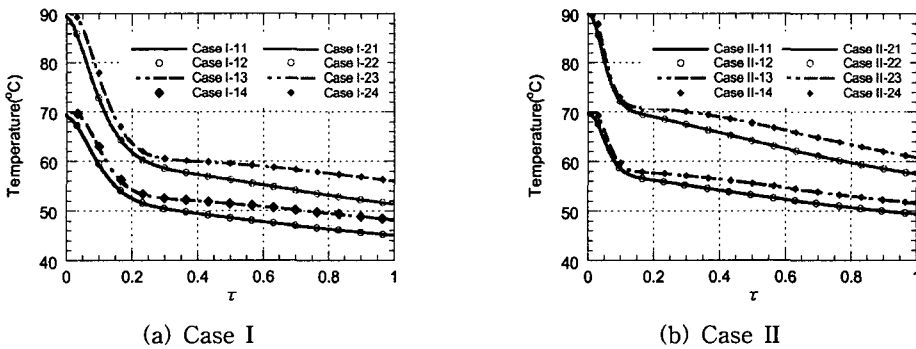 90
80
70
60
50
40
Temperature(°C)
Case I-11
Case I-12
Case I-13
Case I-14
Case I-21
Case I-22
Case I-23
Case I-24
0 0.2 0.4 0.6 0.8 1
τ
(a) Case I
90
80
70
60
50
40
Temperature(°C)
Case II-11
Case II-12
Case II-13
Case II-14
Case II-21
Case II-22
Case II-23
Case II-24
0 0.2 0.4 0.6 0.8 1
τ
(b) Case II